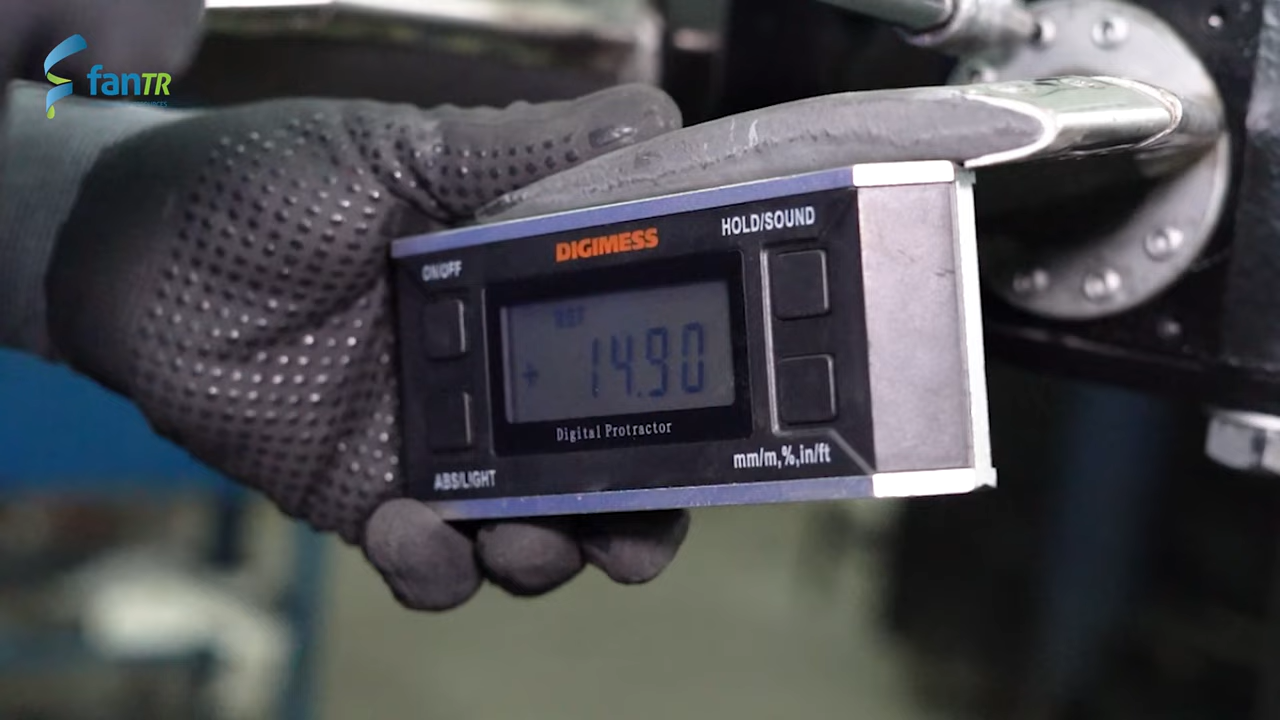 fanTR
HOLD/SOUND
DIGIMESS
ON/OFF
+ 14.90
Digital Protractor
mm/m,%,in/ft
ABS/LIGHT